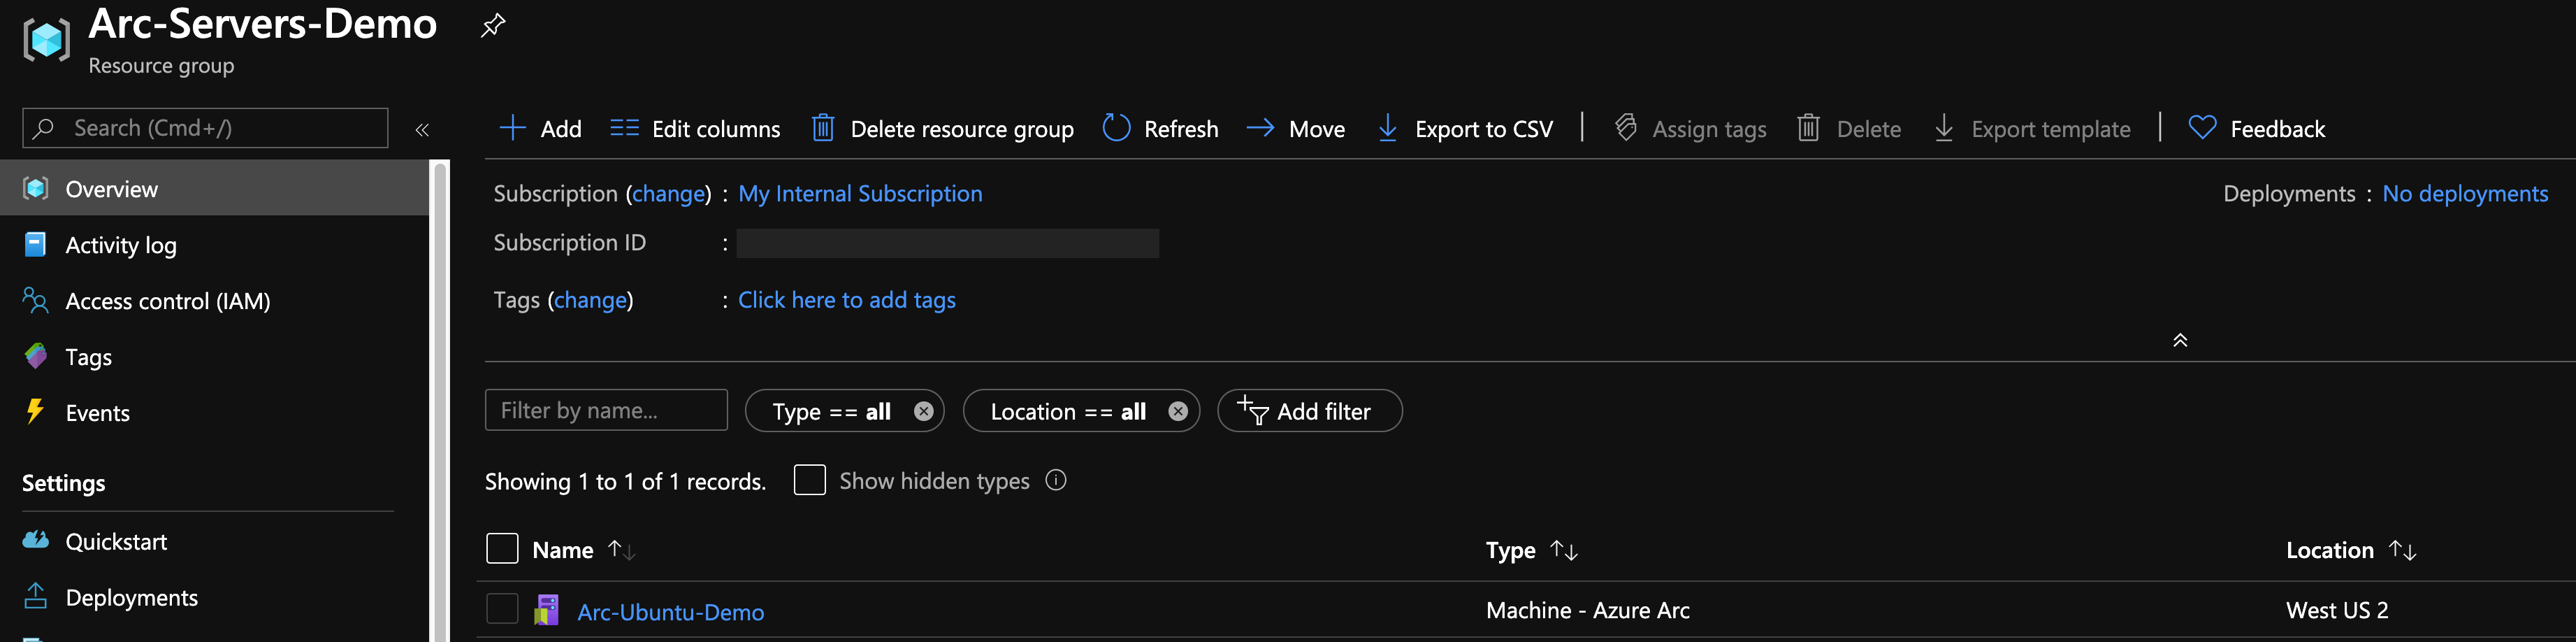 Arc-Servers-Demo
Resource group
Search (Cmd+/)
«
Add
Edit columns
Delete resource group
Refresh
Move
Export to CSV
Assign tags
Delete
Export template
Feedback
Overview
Activity log
Access control (IAM)
Tags
Events
Settings
Quickstart
Deployments
Subscription (change) : My Internal Subscription
Deployments : No deployments
Subscription ID :
Tags (change) : Click here to add tags
Filter by name...
Type == all
Location == all
Add filter
Showing 1 to 1 of 1 records.
Show hidden types
Name
Type
Location
Arc-Ubuntu-Demo
Machine - Azure Arc
West US 2